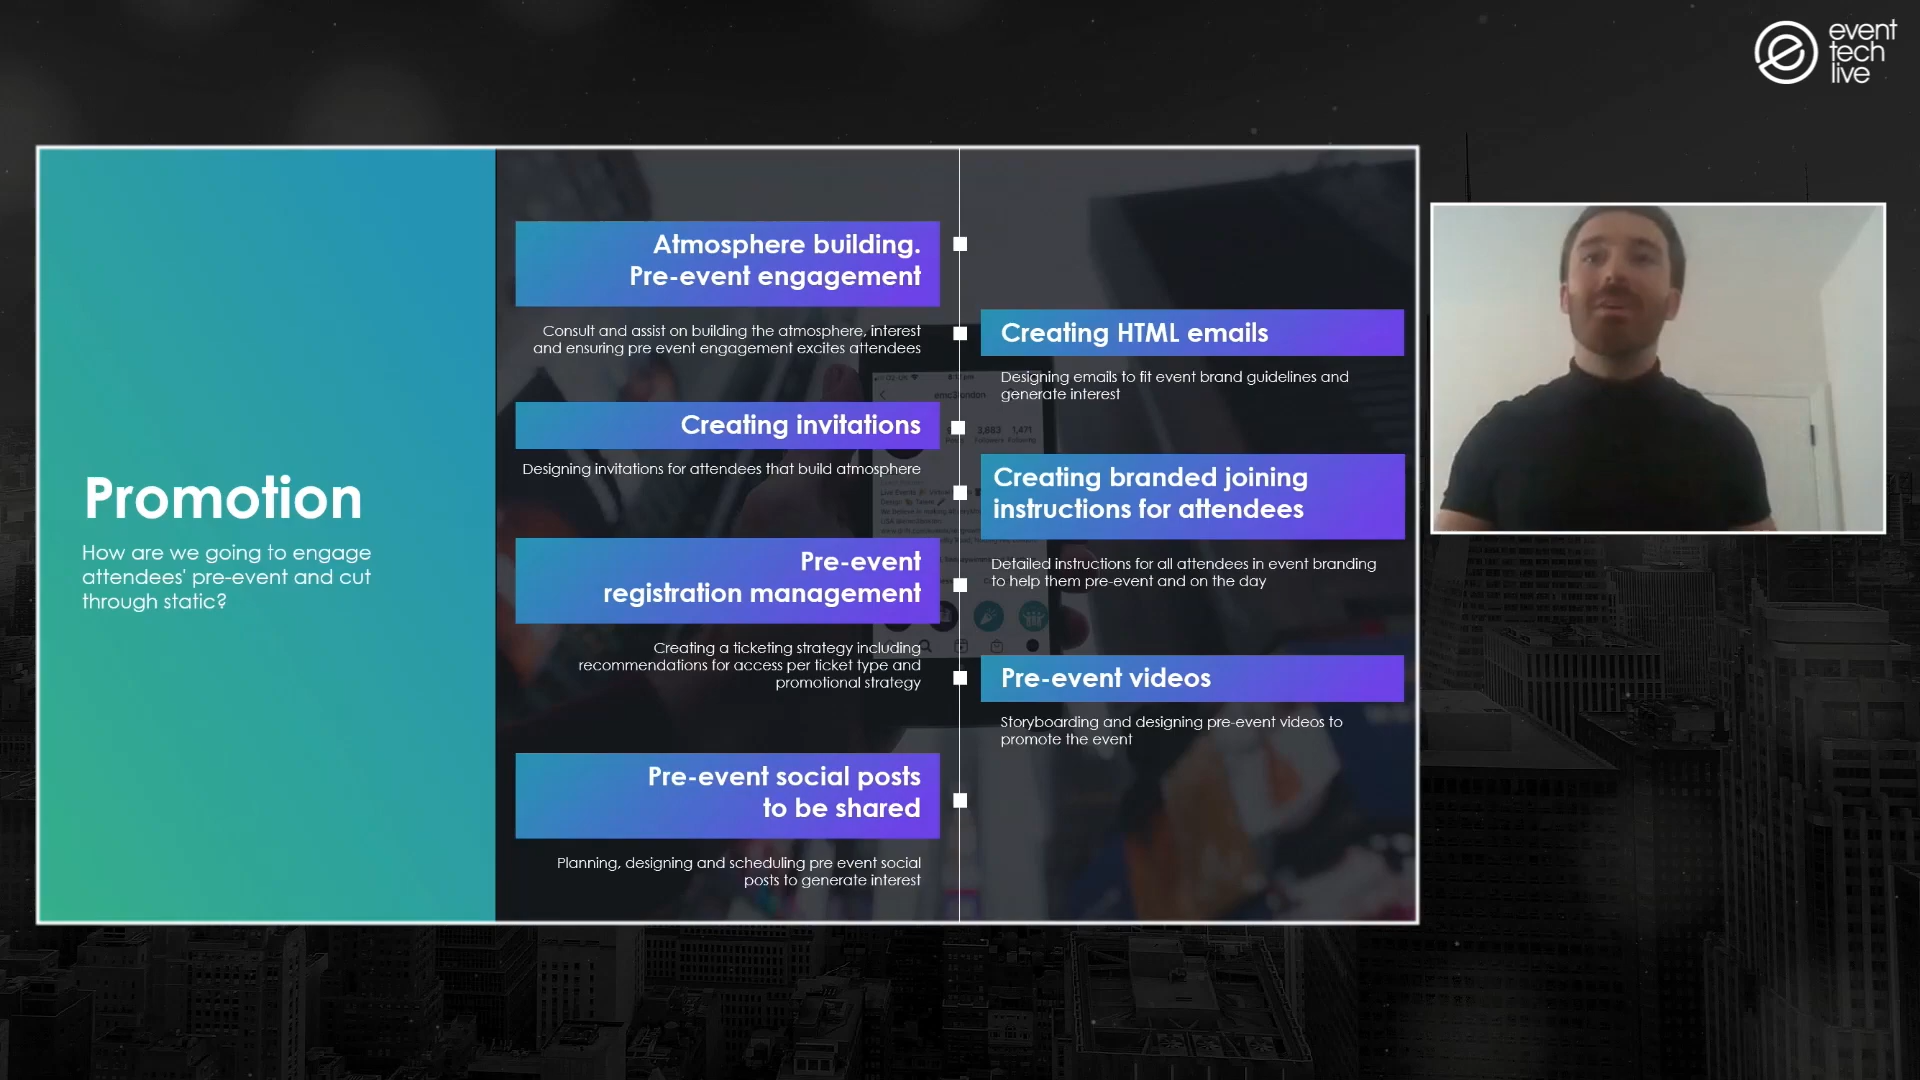 event
tech
live
Promotion
How are we going to engage
attendees' pre-event and cut
through static?
Atmosphere building.
Pre-event engagement
Consult and assist on building the atmosphere, interest
and ensuring pre event engagement excites attendees
Creating HTML emails
Designing emails to fit event brand guidelines and
generate interest
Creating invitations
Designing invitations for attendees that build atmosphere
Creating branded joining
instructions for attendees
Detailed instructions for all attendees in event branding
to help them pre-event and on the day
Pre-event
registration management
Creating a ticketing strategy including
recommendations for access per ticket type and
promotional strategy
Pre-event videos
Storyboarding and designing pre-event videos to
promote the event
Pre-event social posts
to be shared
Planning, designing and scheduling pre event social
posts to generate interest
3,683 1,471